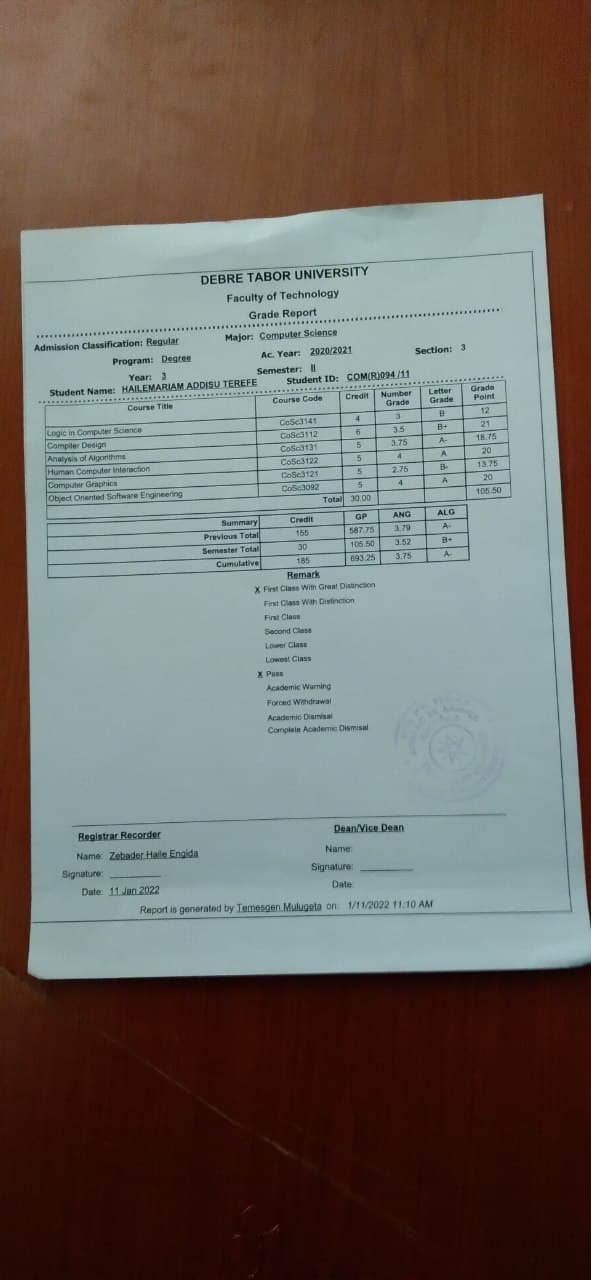 DEBRE TABOR UNIVERSITY
Faculty of Technology
Grade Report
Admission Classification: Regular Major: Computer Science
Program: Degree Ac. Year: 2020/2021 Section: 3
Year: 3 Semester: II
Student Name: HAILEMARIAM ADDISU TEREFE Student ID: COM(R)094 /11
Course Title Course Code Credit Number Grade Letter Grade Grade Point
Logic in Computer Science CoSc3141 4 3 B 12
Compiler Design CoSc3112 6 3.5 B+ 21
Analysis of Algorithms CoSc3131 5 3.75 A- 18.75
Human Computer Interaction CoSc3122 5 4 A 20
Computer Graphics CoSc3121 5 2.75 B- 13.75
Object Oriented Software Engineering CoSc3092 5 4 A 20
Total 30.00 105.50
Summary Credit GP ANG ALG
Previous Total 155 587.75 3.79 A-
Semester Total 30 105.50 3.52 B+
Cumulative 185 693.25 3.75 A-
Remark
X First Class With Great Distinction
First Class With Distinction
First Class
Second Class
Lower Class
Lowest Class
X Pass
Academic Warning
Forced Withdrawal
Academic Dismisal
Complete Academic Dismisal
Registrar Recorder Dean/Vice Dean
Name: Zebader Haile Engida Name:
Signature: Signature:
Date: 11 Jan 2022 Date:
Report is generated by Temesgen Mulugeta on: 1/11/2022 11:10 AM